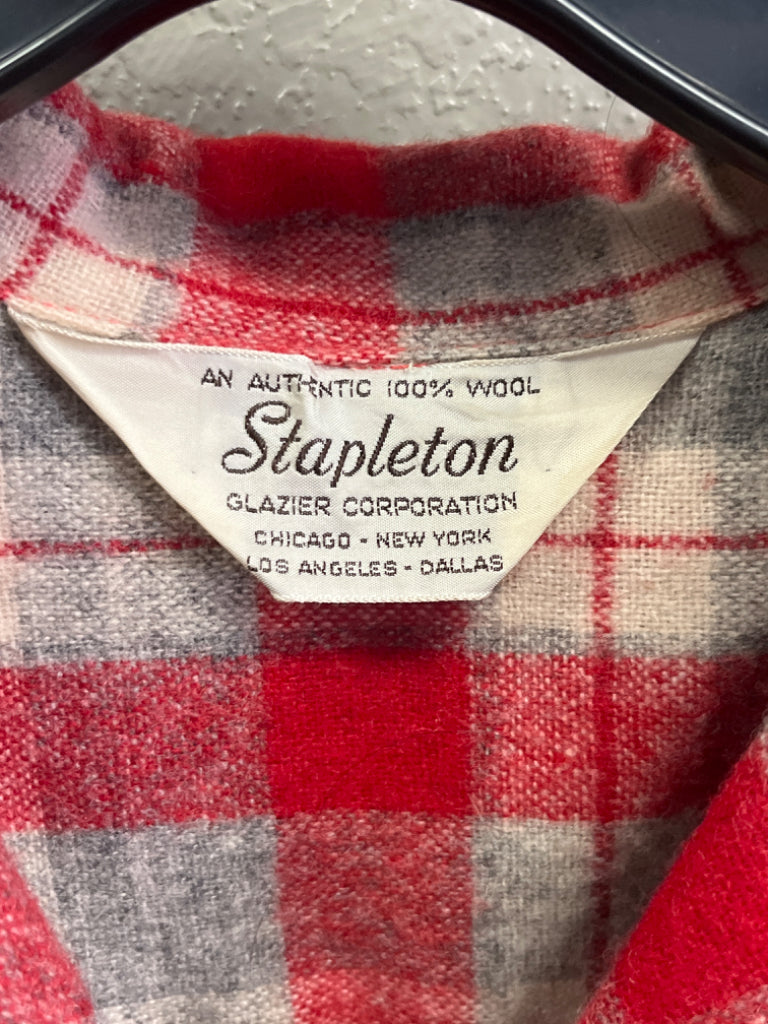 AN AUTHENTIC 100% WOOL
Stapleton
GLAZIER CORPORATION
CHICAGO - NEW YORK
LOS ANGELES - DALLAS